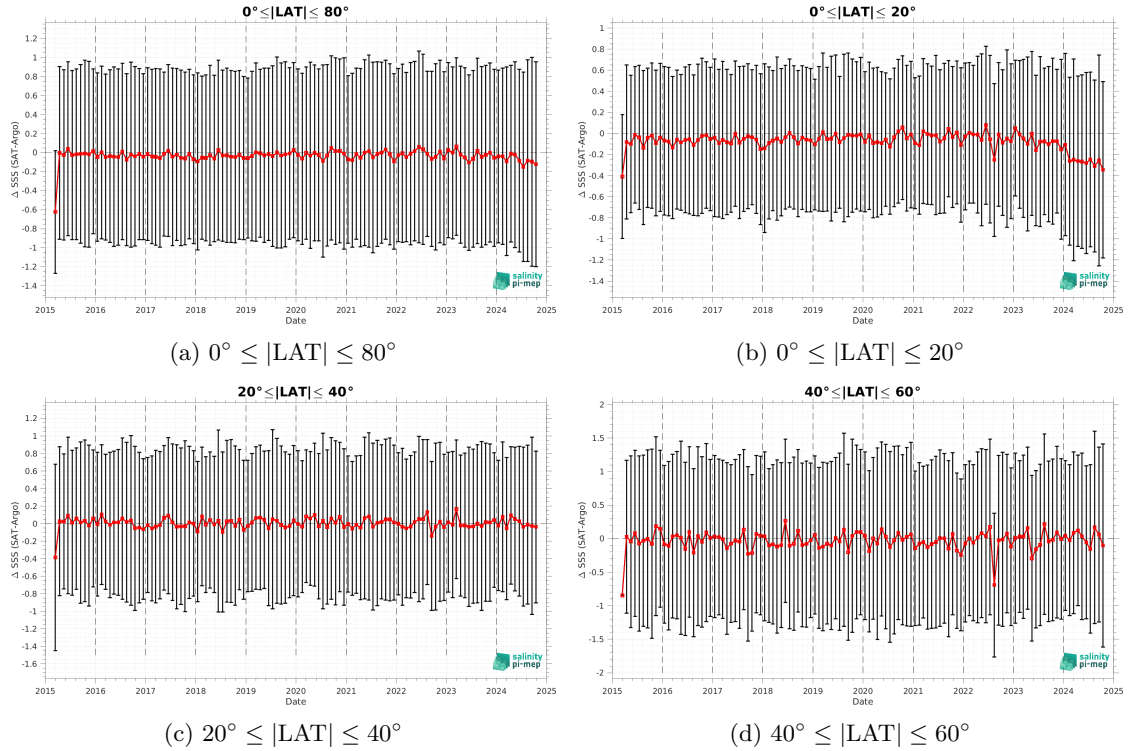 0°≤|LAT|≤ 80°
1.2
1
0.8
0.6
0.4
0.2
0
-0.2
-0.4
-0.6
-0.8
-1
-1.2
-1.4
Δ SSS (SAT-Argo)
2015 2016 2017 2018 2019 2020 2021 2022 2023 2024 2025
Date
salinity
pi-mep
(a) 0° ≤ |LAT| ≤ 80°
0°≤|LAT|≤ 20°
1
0.8
0.6
0.4
0.2
0
-0.2
-0.4
-0.6
-0.8
-1
-1.2
-1.4
Δ SSS (SAT-Argo)
2015 2016 2017 2018 2019 2020 2021 2022 2023 2024 2025
Date
salinity
pi-mep
(b) 0° ≤ |LAT| ≤ 20°
20°≤|LAT|≤ 40°
1.2
1
0.8
0.6
0.4
0.2
0
-0.2
-0.4
-0.6
-0.8
-1
-1.2
-1.4
-1.6
Δ SSS (SAT-Argo)
2015 2016 2017 2018 2019 2020 2021 2022 2023 2024 2025
Date
salinity
pi-mep
(c) 20° ≤ |LAT| ≤ 40°
40°≤|LAT|≤ 60°
2
1.5
1
0.5
0
-0.5
-1
-1.5
-2
Δ SSS (SAT-Argo)
2015 2016 2017 2018 2019 2020 2021 2022 2023 2024 2025
Date
salinity
pi-mep
(d) 40° ≤ |LAT| ≤ 60°